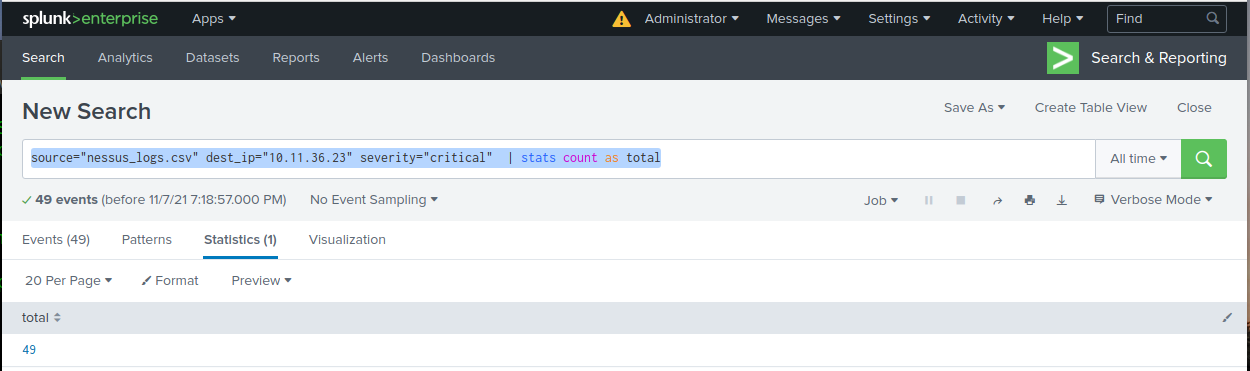 splunk>enterprise Apps Administrator Messages Settings Activity Help Find
Search Analytics Datasets Reports Alerts Dashboards Search & Reporting
New Search Save As Create Table View Close
source="nessus_logs.csv" dest_ip="10.11.36.23" severity="critical" | stats count as total All time
49 events (before 11/7/21 7:18:57.000 PM) No Event Sampling Job Verbose Mode
Events (49) Patterns Statistics (1) Visualization
20 Per Page Format Preview
total
49